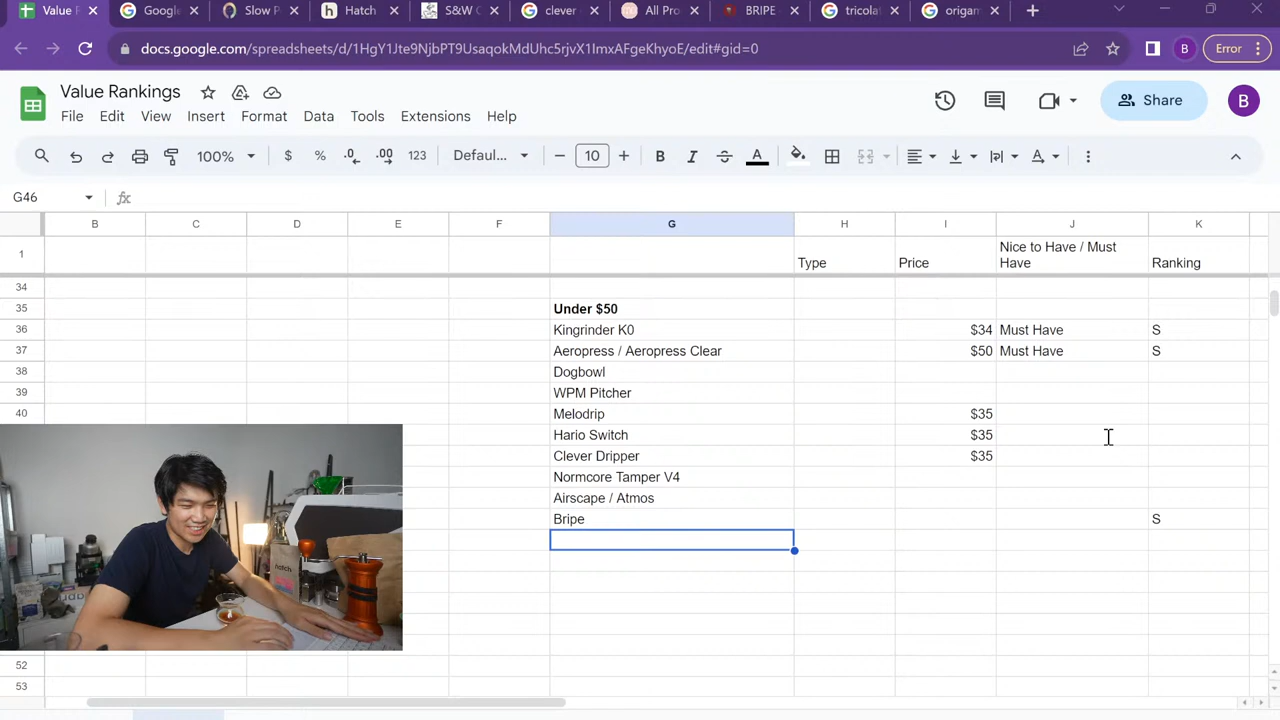 Value R
Google
Slow P
Hatch
S&W C
clever
All Pro
BRIPE -
tricolat
origam
docs.google.com/spreadsheets/d/1HgY1Jte9NjbPT9UsaqokMdUhc5rjvX1ImxAFgeKhyoE/edit#gid=0
B
Error
Value Rankings
File Edit View Insert Format Data Tools Extensions Help
Share
B
100% $ % .0 .00 123 Defaul... 10 B I A A
G46 fx
B C D E F G H I J K
1 Type Price Nice to Have / Must Have Ranking
34
35 Under $50
36 Kingrinder K0 $34 Must Have S
37 Aeropress / Aeropress Clear $50 Must Have S
38 Dogbowl
39 WPM Pitcher
40 Melodrip $35
Hario Switch $35
Clever Dripper $35
Normcore Tamper V4
Airscape / Atmos
Bripe S
hatch
52
53